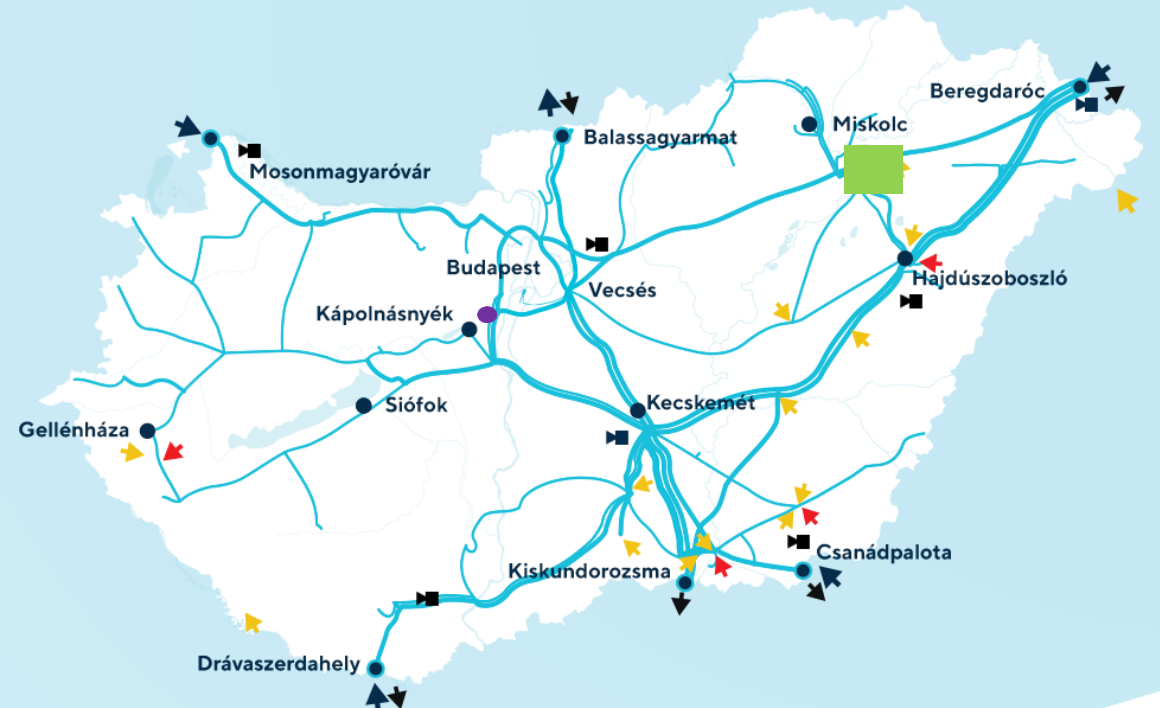 Beregdaróc
Miskolc
Balassagyarmat
Mosonmagyaróvár
Budapest
Hajdúszoboszló
Vecsés
Kápolnásnyék
Kecskemét
Siófok
Gellénháza
Csanádpalota
Kiskundorozsma
Drávaszerdahely